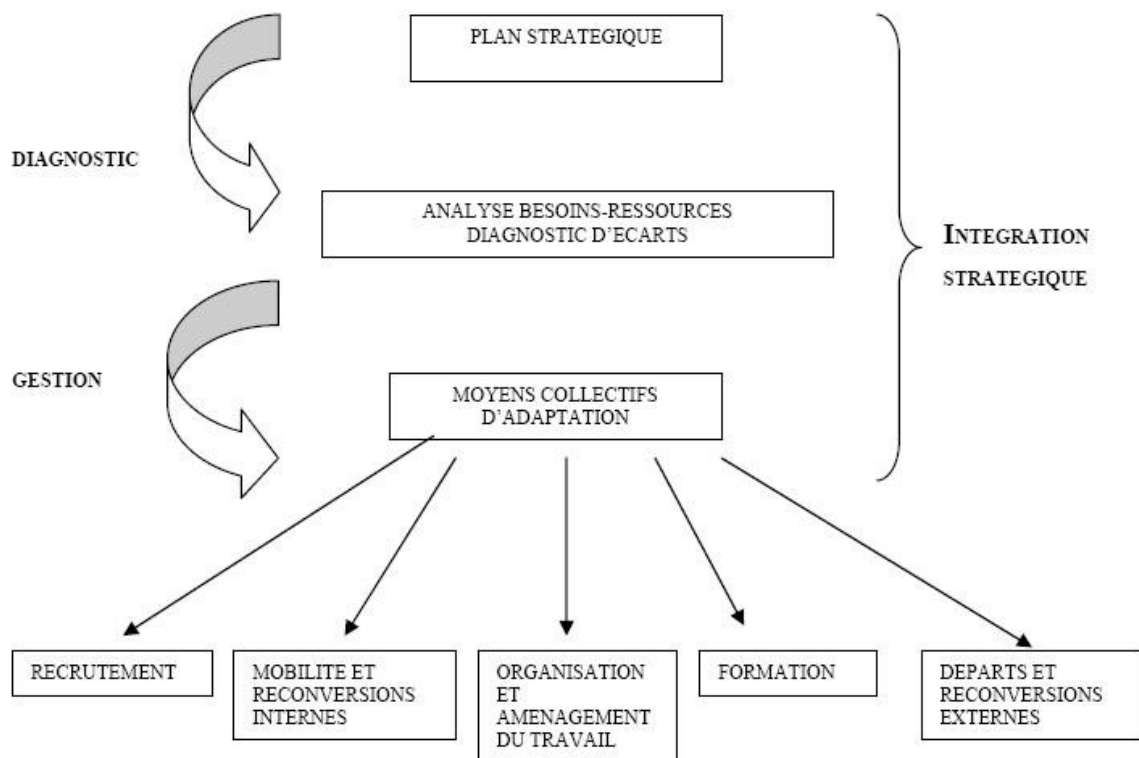 PLAN STRATEGIQUE
DIAGNOSTIC
ANALYSE BESOINS-RESSOURCES
DIAGNOSTIC D'ECARTS
INTEGRATION
STRATEGIQUE
GESTION
MOYENS COLLECTIFS
D'ADAPTATION
RECRUTEMENT
MOBILITE ET
RECONVERSIONS
INTERNES
ORGANISATION
ET
AMENAGEMENT
DU TRAVAIL
FORMATION
DEPARTS ET
RECONVERSIONS
EXTERNES